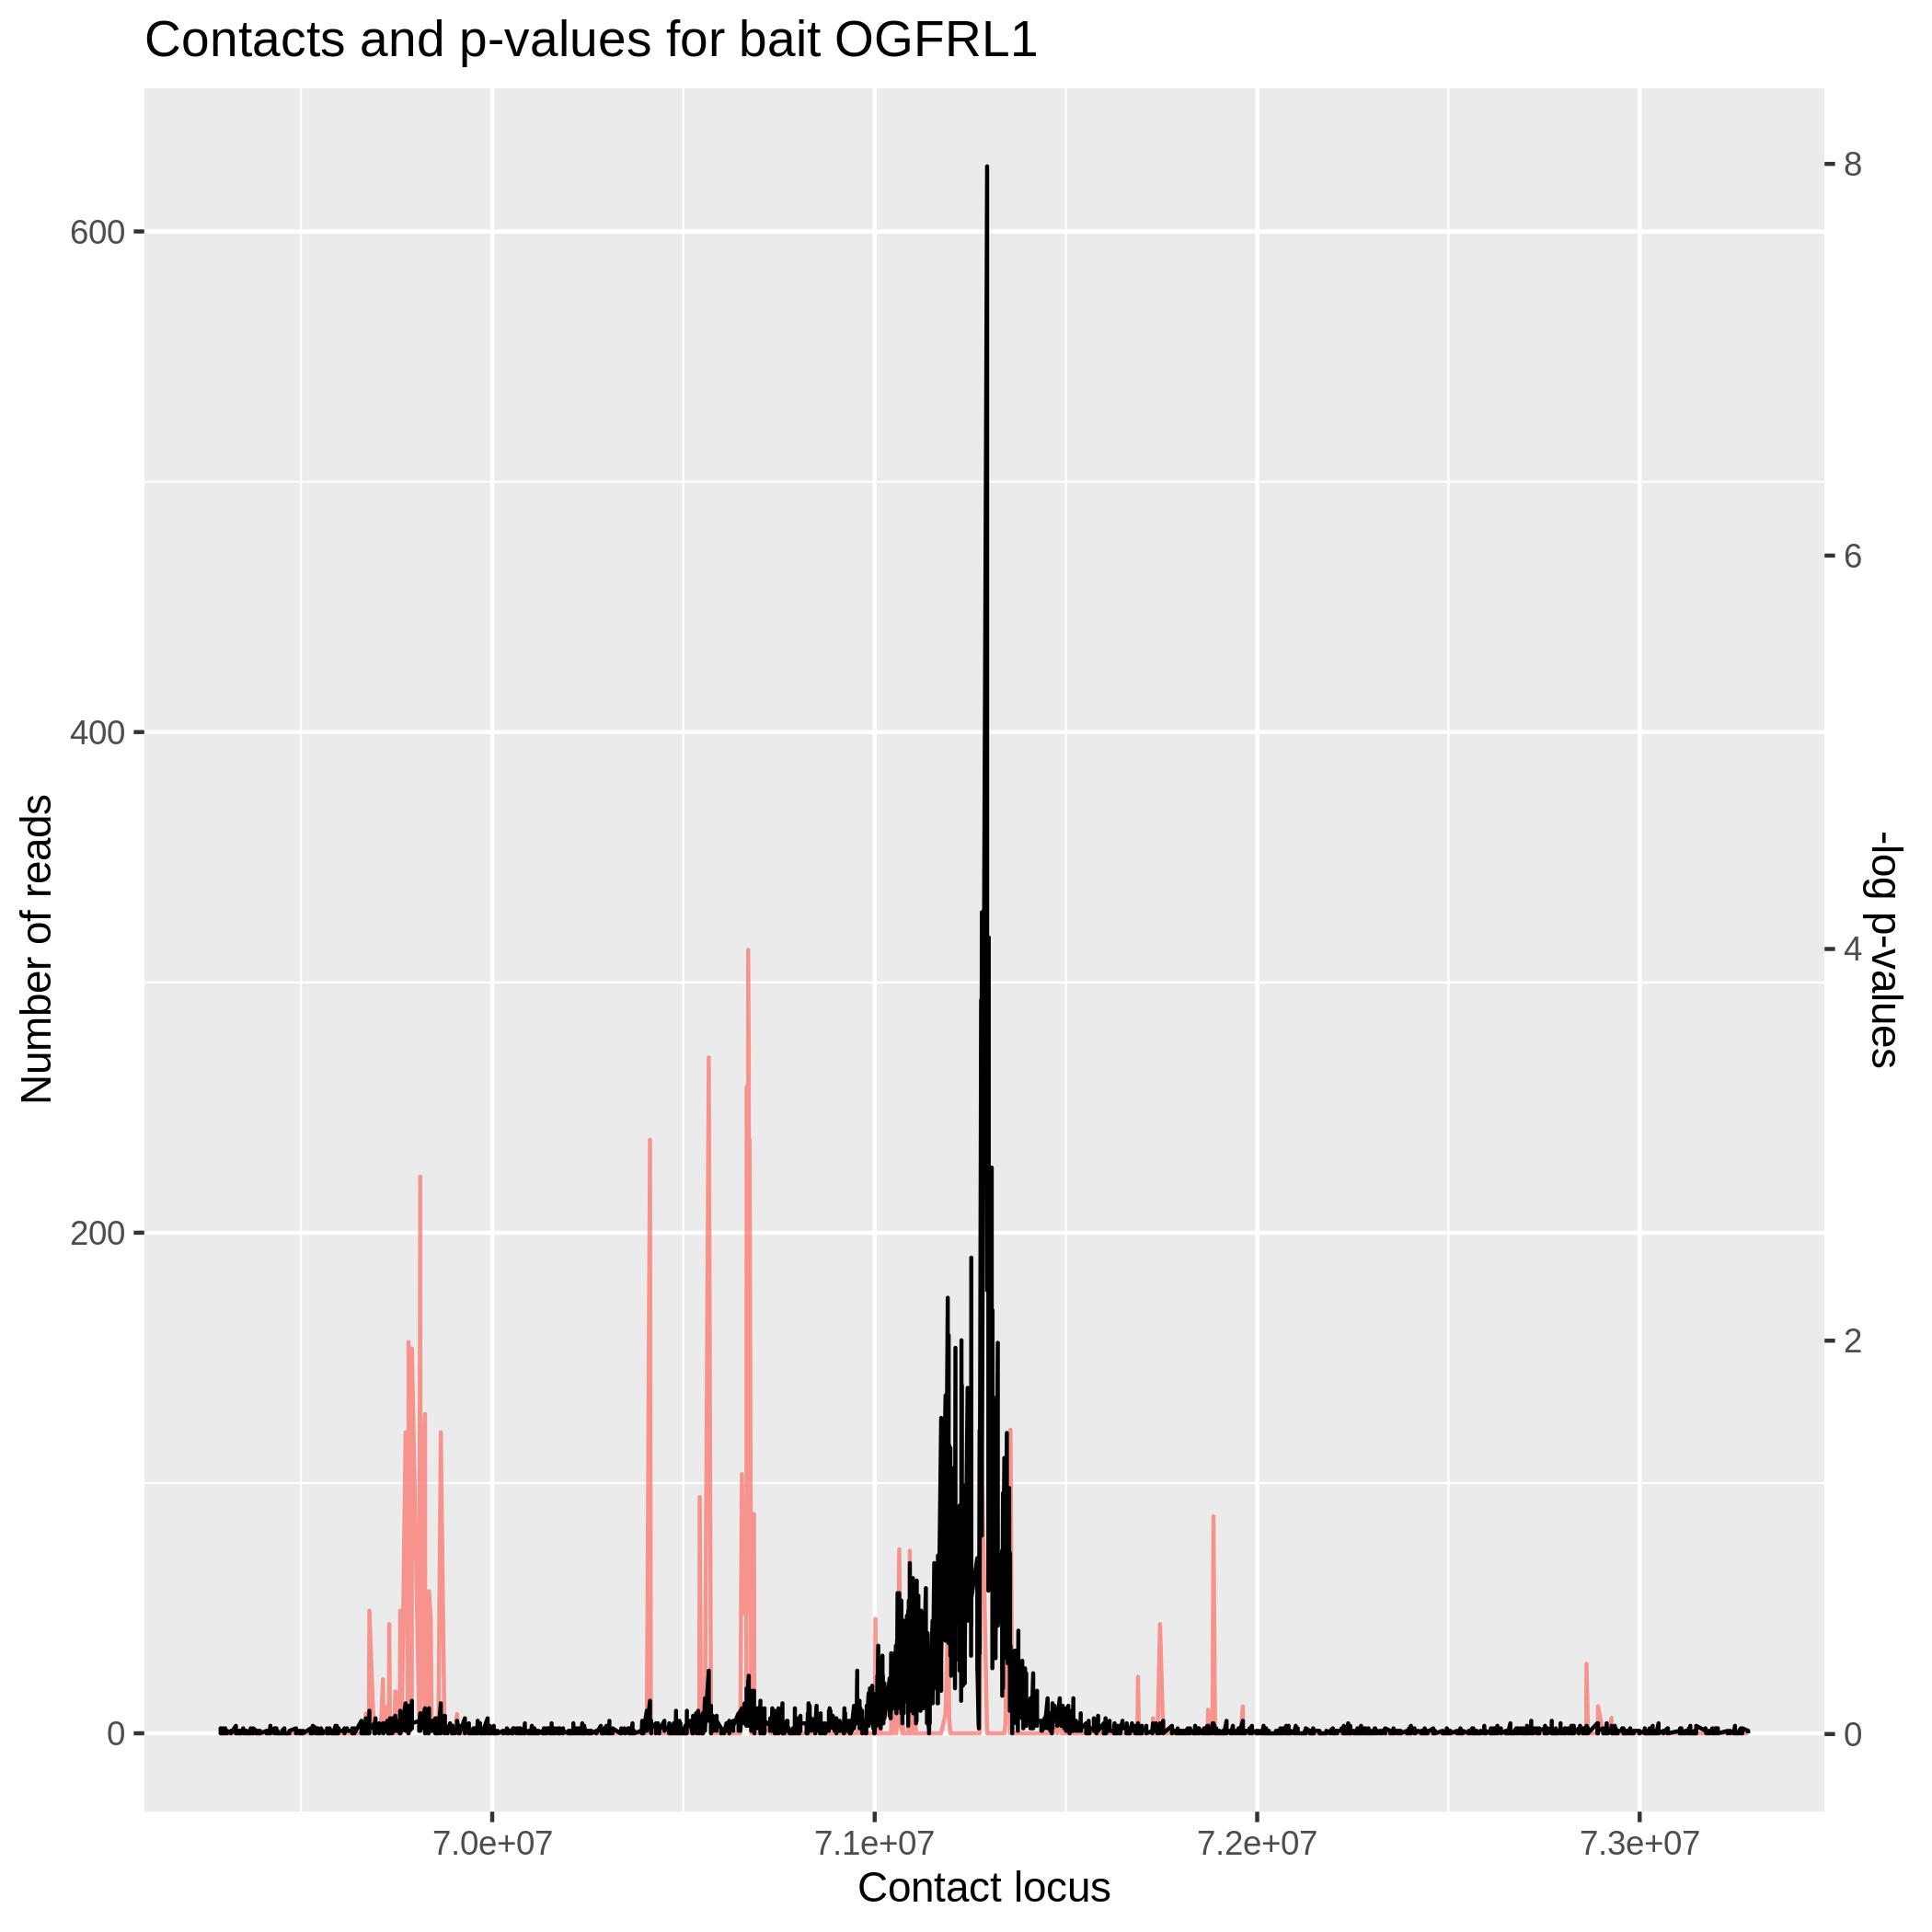 Contacts and p-values for bait OGFRL1
Number of reads
600
400
200
0
8
6
4
2
0
-log p-values
7.0e+07
7.1e+07
7.2e+07
7.3e+07
Contact locus